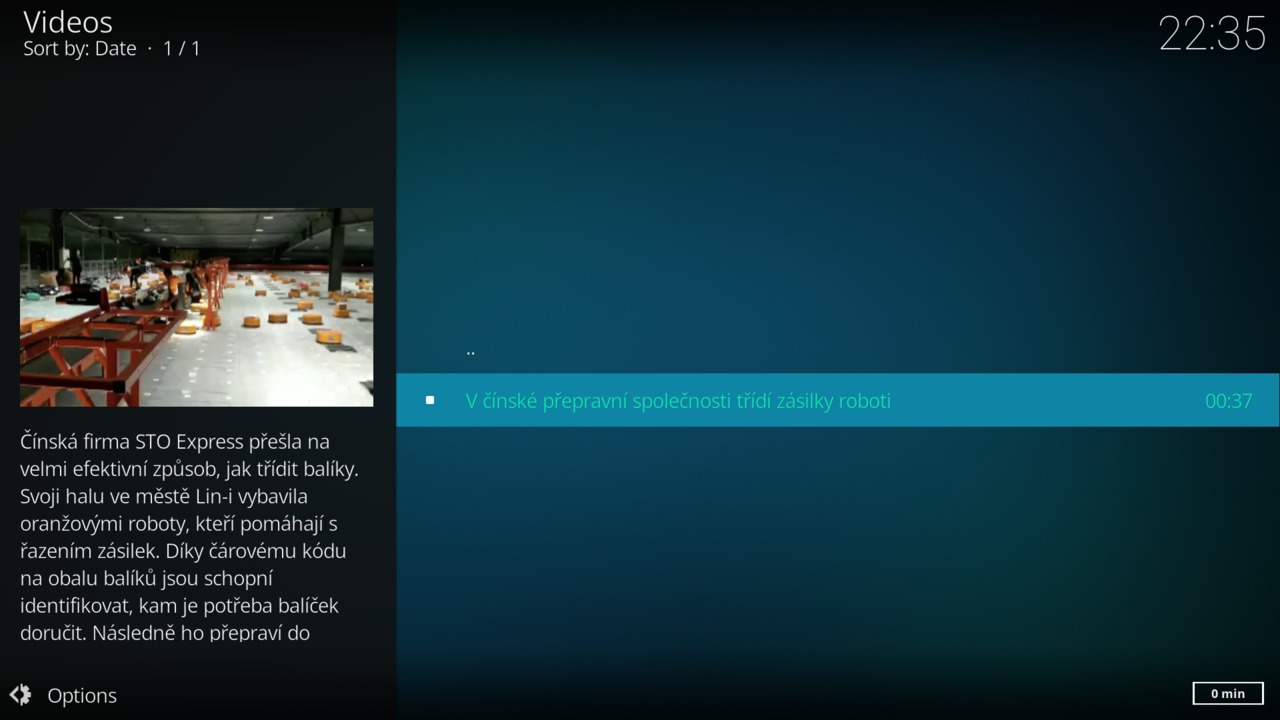 Videos
Sort by: Date · 1 / 1
22:35
..
V čínské přepravní společnosti třídí zásilky roboti 00:37
Čínská firma STO Express přešla na
velmi efektivní způsob, jak třídit balíky.
Svoji halu ve městě Lin-i vybavila
oranžovými roboty, kteří pomáhají s
řazením zásilek. Díky čárovému kódu
na obalu balíků jsou schopní
identifikovat, kam je potřeba balíček
doručit. Následně ho přepraví do
Options
0 min